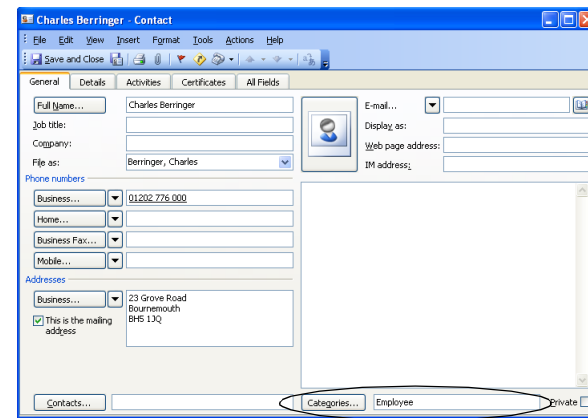 Charles Berringer - Contact
File Edit View Insert Format Tools Actions Help
Save and Close
General Details Activities Certificates All Fields
Full Name... Charles Berringer
Job title:
Company:
File as: Berringer, Charles
E-mail...
Display as:
Web page address:
IM address:
Phone numbers
Business... 01202 776 000
Home...
Business Fax...
Mobile...
Addresses
Business... 23 Grove Road
Bournemouth
BH5 1JQ
This is the mailing
address
Contacts... Categories... Employee Private